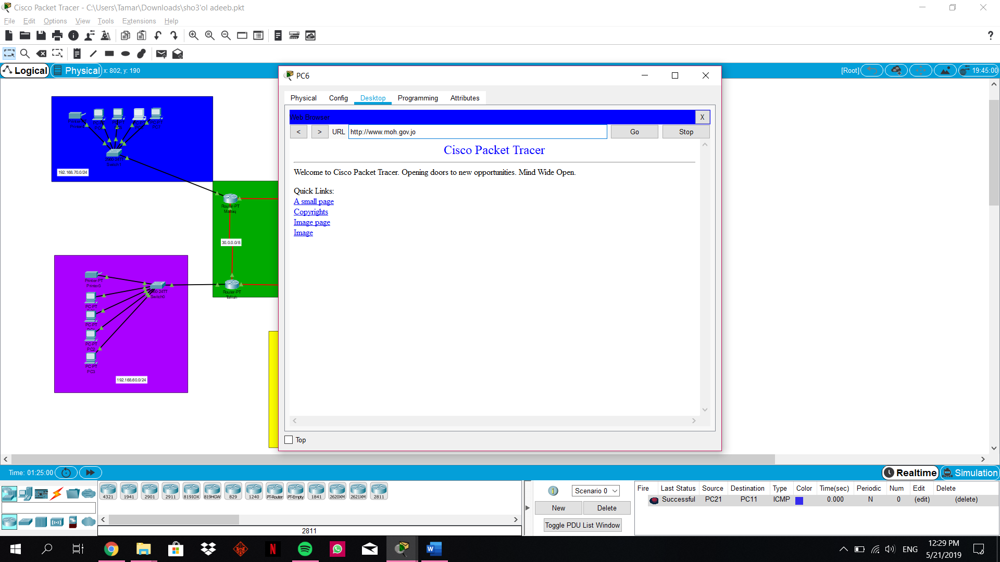 Cisco Packet Tracer - C:\Users\Tamar\Downloads\sho3'ol adeeb.pkt
File Edit Options View Tools Extensions Help
?
Logical Physical x: 802, y: 190
[Root] 19:45:00
PC6
Physical Config Desktop Programming Attributes
Web Browser X
< > URL http://www.moh.gov.jo Go Stop
Cisco Packet Tracer
Welcome to Cisco Packet Tracer. Opening doors to new opportunities. Mind Wide Open.
Quick Links:
A small page
Copyrights
Image page
Image
Top
192.168.70.0/24
Router-PT
Mafraq
30.0.0.0/8
Router-PT
Tafilah
Printer-PT
Printer3
Switch0
PC-PT
PC-PT
PC-PT
PC2
PC-PT
PC3
192.168.60.0/24
Time: 01:25:00
Realtime Simulation
4321 1941 2901 2911 819IOX 819HGW 829 1240 PT-Router PT-Empty 1841 2620XM 2621XM 2811
2811
Scenario 0
New Delete
Toggle PDU List Window
Fire Last Status Source Destination Type Color Time(sec) Periodic Num Edit Delete
Successful PC21 PC11 ICMP 0.000 N 0 (edit) (delete)
ENG
12:29 PM
5/21/2019